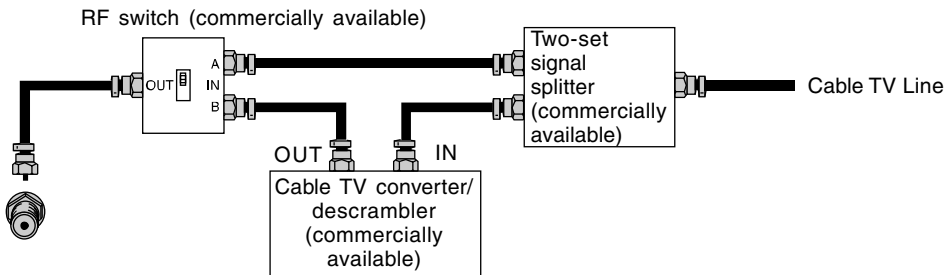 RF switch (commercially available)
OUT
A
IN
B
Two-set
signal
splitter
(commercially
available)
Cable TV Line
OUT
IN
Cable TV converter/
descrambler
(commercially
available)